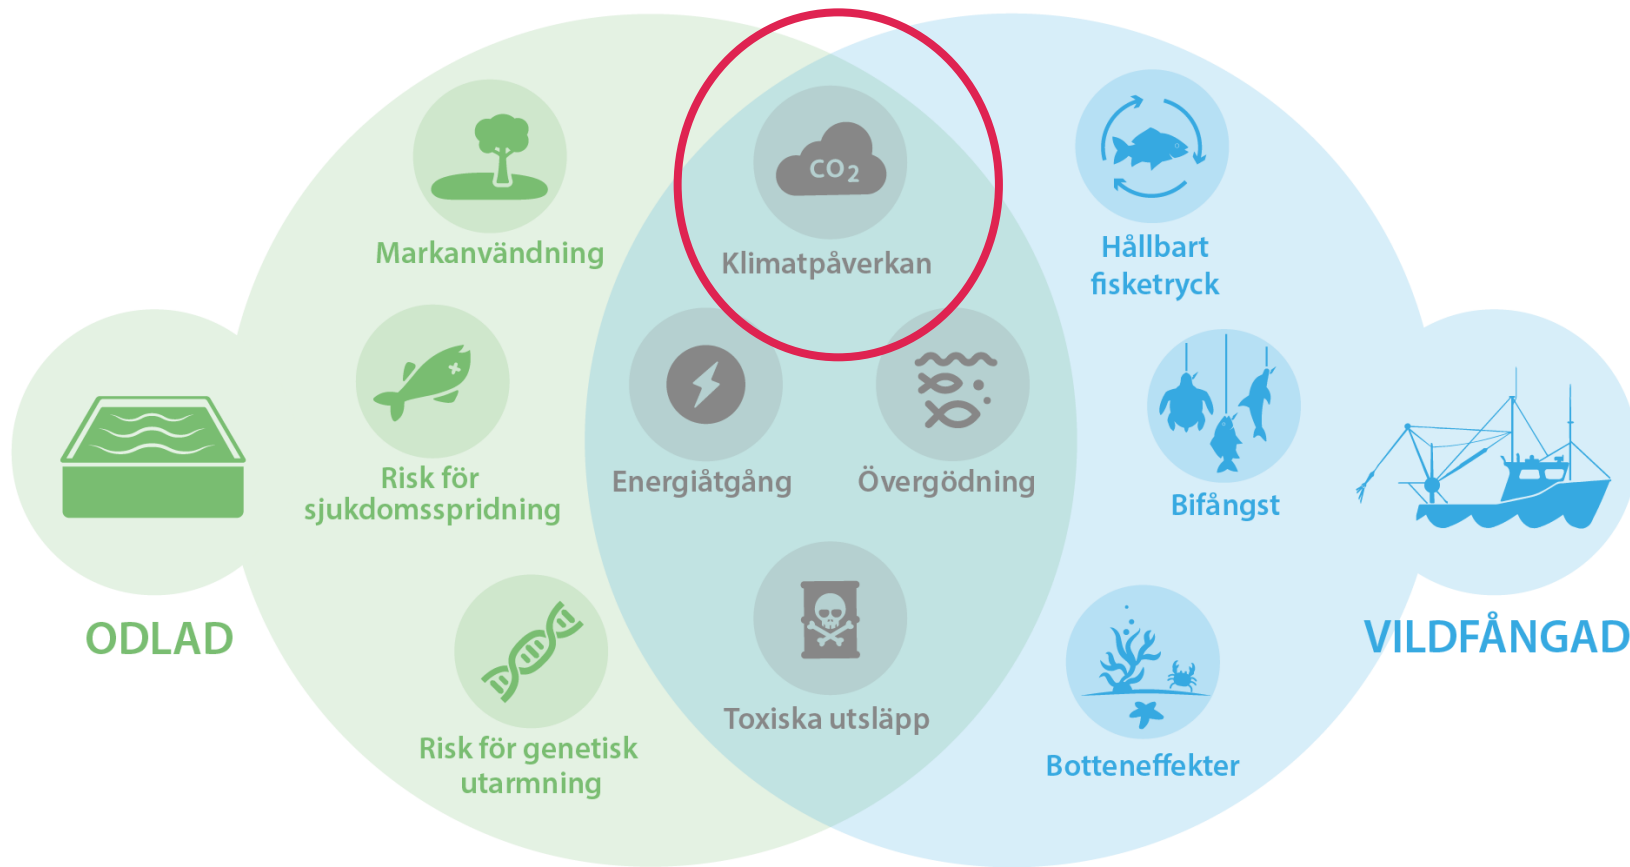 CO2
Markanvändning
Klimatpåverkan
Hållbart
fisketryck
Risk för
sjukdomsspridning
Energiåtgång
Övergödning
Bifångst
ODLAD
VILDFÅNGAD
Risk för genetisk
utarmning
Toxiska utsläpp
Botteneffekter